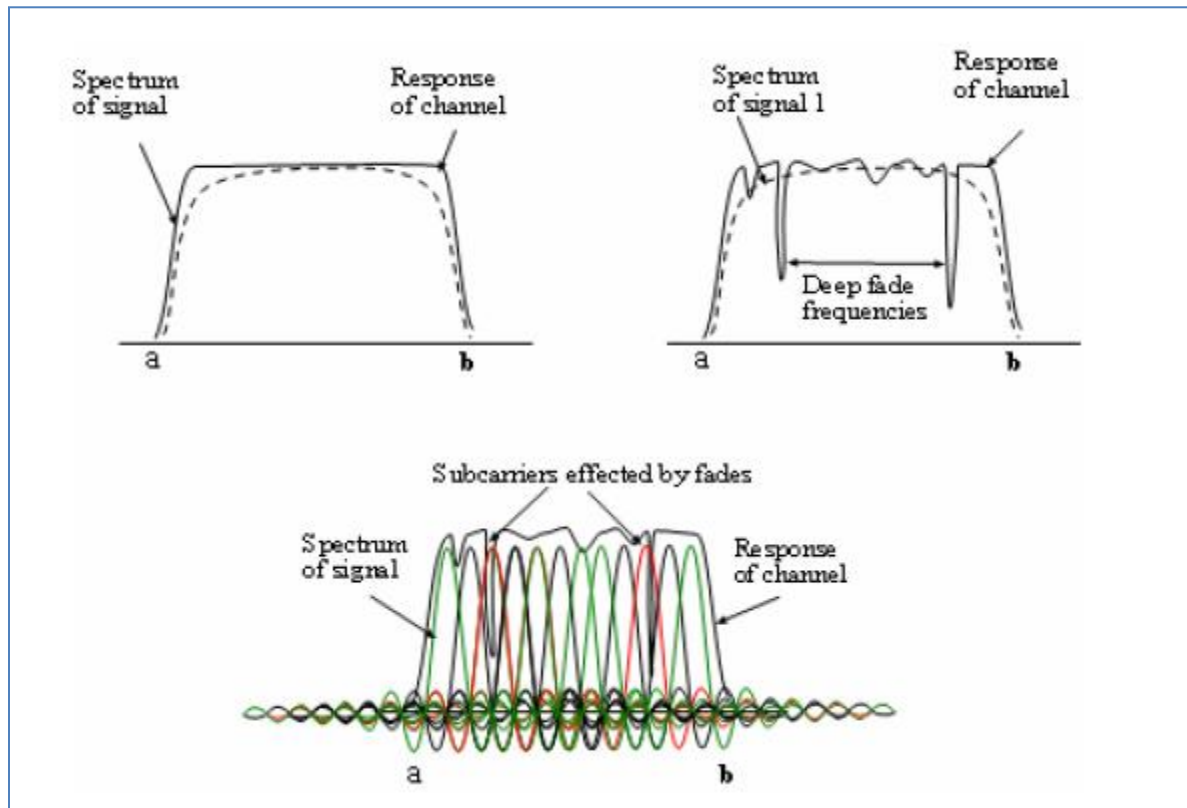 Spectrum
of signal
Response
of channel
Spectrum
of signal 1
Response
of channel
Deep fade
frequencies
a
b
a
b
Subcarriers effected by fades
Spectrum
of signal
Response
of channel
a
b